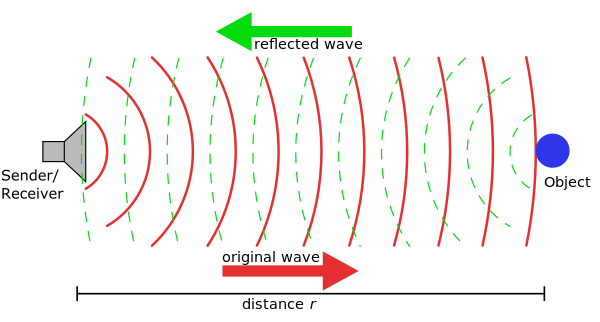 reflected wave
Sender/
Receiver
Object
original wave
distance r